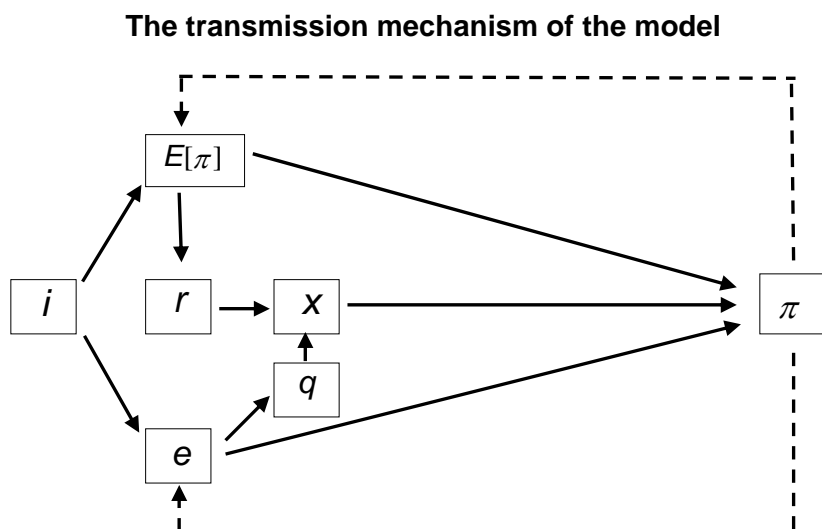 The transmission mechanism of the model
E[π]
i
r
x
π
q
e